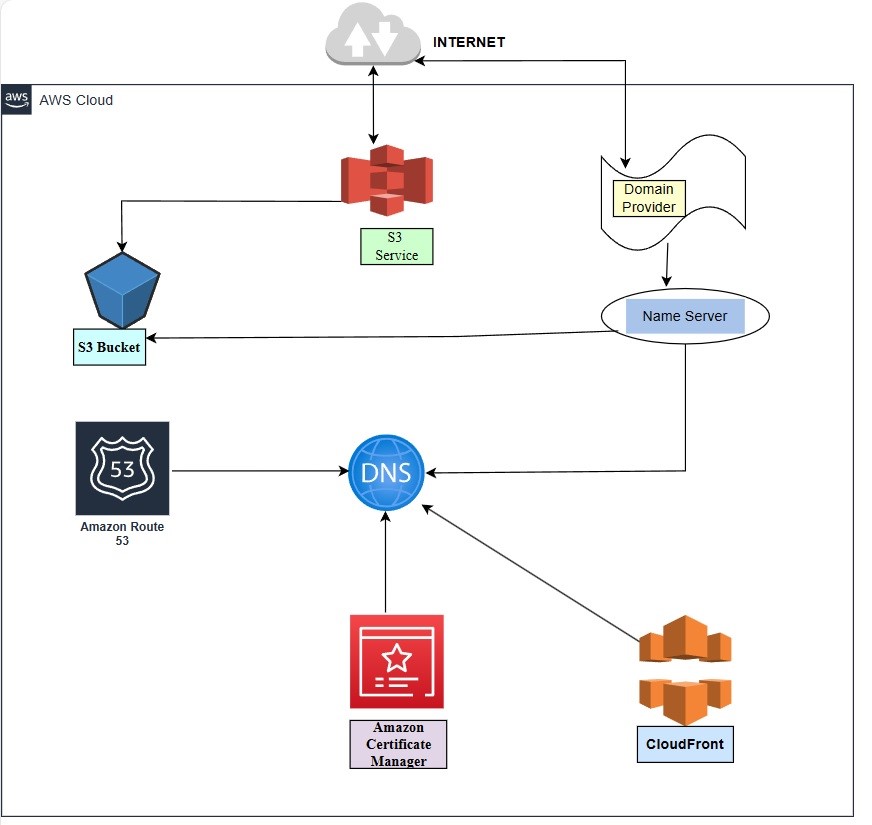 INTERNET
aws
AWS Cloud
Domain
Provider
S3
Service
Name Server
S3 Bucket
53
DNS
Amazon Route
53
Amazon
Certificate
Manager
CloudFront